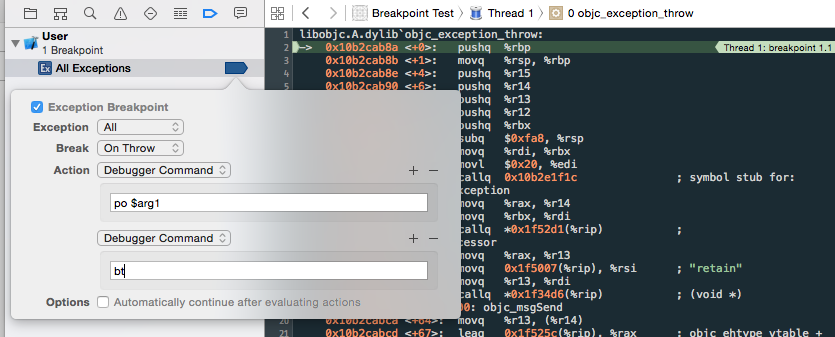 Breakpoint Test
Thread 1
0 objc_exception_throw
User
1 Breakpoint
Ex All Exceptions
Exception Breakpoint
Exception All
Break On Throw
Action Debugger Command
po $arg1
Debugger Command
bt
Options Automatically continue after evaluating actions
1 libobjc.A.dylib`objc_exception_throw:
2 -> 0x10b2cab8a <+0>: pushq %rbp Thread 1: breakpoint 1.1
3 0x10b2cab8b <+1>: movq %rsp, %rbp
4 0x10b2cab8e <+4>: pushq %r15
5 0x10b2cab90 <+6>: pushq %r14
pushq %r13
pushq %r12
pushq %rbx
subq $0xfa8, %rsp
movq %rdi, %rbx
movl $0x20, %edi
callq 0x10b2e1f1c ; symbol stub for:
xception
movq %rax, %r14
movq %rbx, %rdi
callq *0x1f52d1(%rip) ;
cessor
movq %rax, %r13
movq 0x1f5007(%rip), %rsi ; "retain"
movq %r13, %rdi
callq *0x1f34d6(%rip) ; (void *)
00: objc_msgSend
20 0x10b2cabca <+64>: movq %r13, (%r14)
21 0x10b2cabcd <+67>: leaq 0x1f525c(%rip), %rax ; objc_ehtype_vtable +